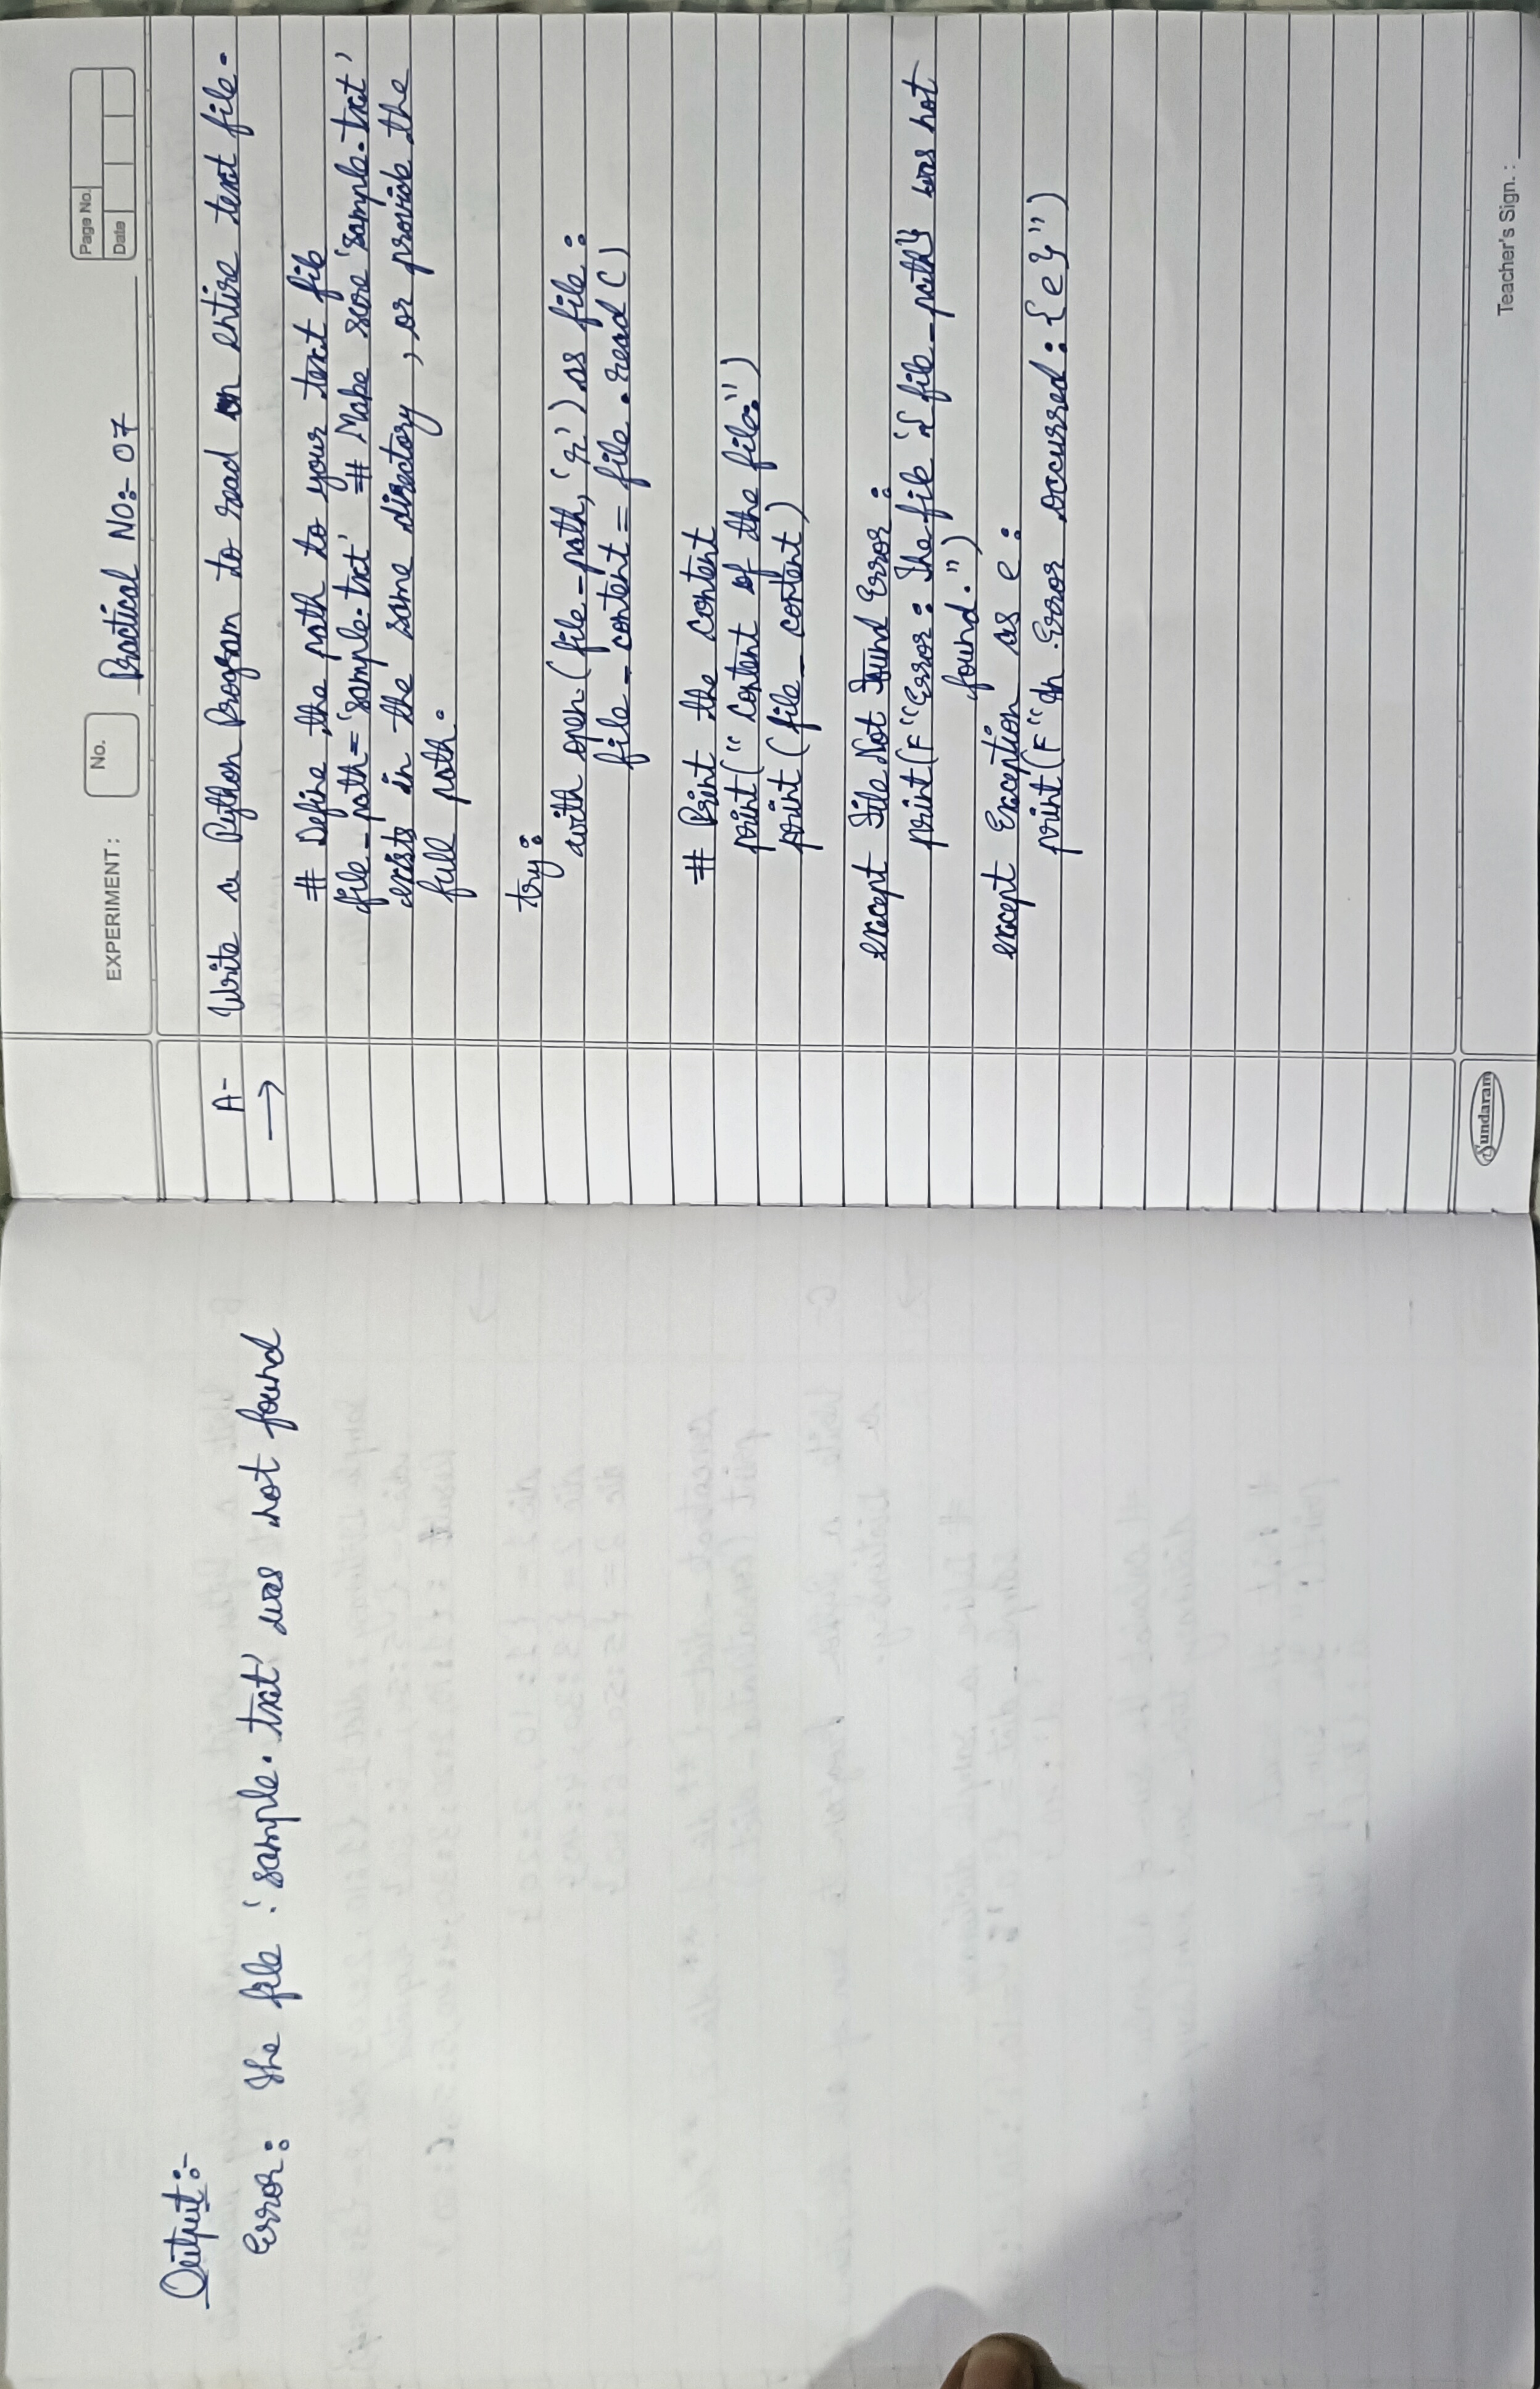 Output:-
Error: The file 'sample.txt' was not found
EXPERIMENT:
No.
Practical NO:- 07
Page No.
Date
A- Write a Python Program to read an entire text file.
→
# Define the path to your text file
file_path='sample.txt' # Make sure 'sample.txt'
exists in the same directory, or provide the
full path.
try:
with open(file_path,'r') as file:
file_content = file.read()
# Print the content
print("Content of the file:")
print(file_content)
except File Not Found Error:
print(F"Error: The file '{file_path}' was not
found.")
except Exception as e:
print(F"An Error occurred: {e}")
Sundaram
Teacher's Sign.: